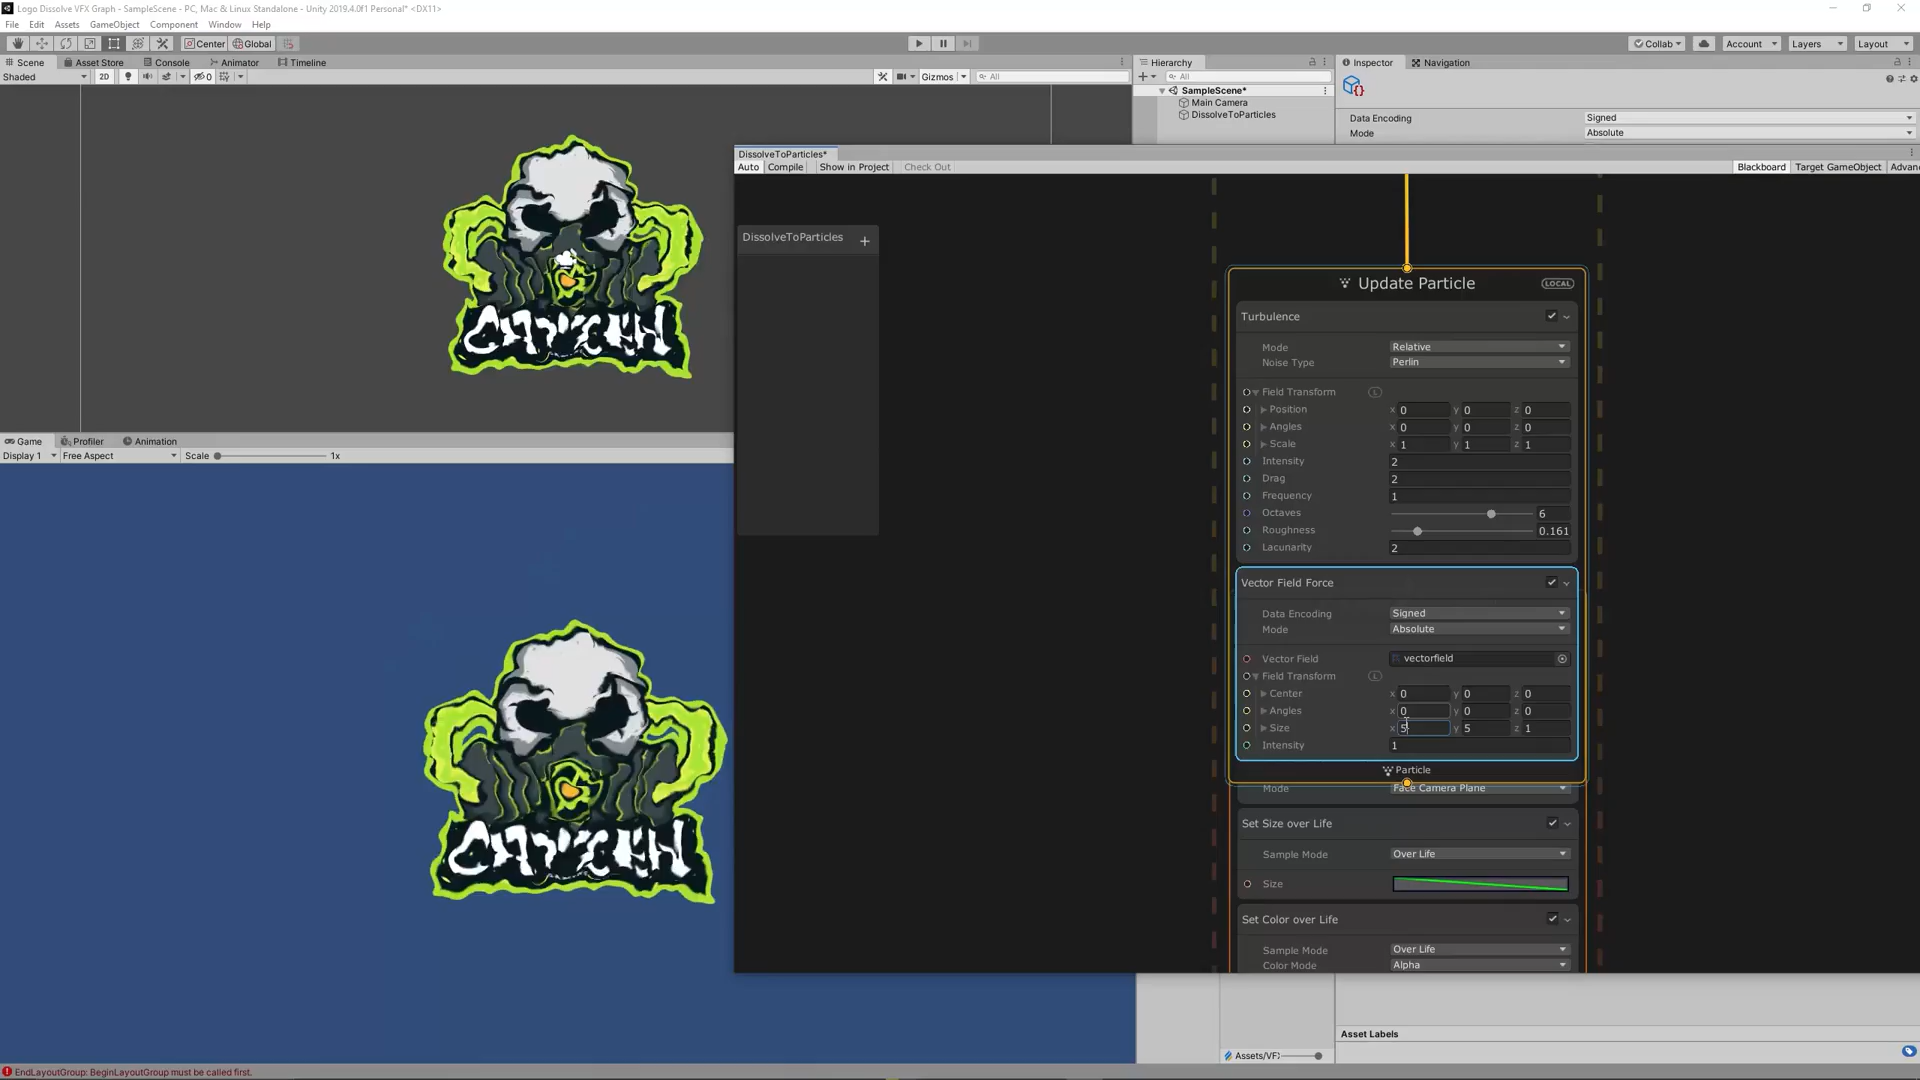 Logo Dissolve VFX Graph - SampleScene - PC, Mac & Linux Standalone - Unity 2019.4.0f1 Personal* <DX11>
File Edit Assets GameObject Component Window Help
Center Global Collab Account Layers Layout
Scene Asset Store Console Animator Timeline
Shaded 2D 0 Gizmos All
Hierarchy
All
SampleScene*
Main Camera
DissolveToParticles
Inspector Navigation
Data Encoding Signed
Mode Absolute
DissolveToParticles*
Auto Compile Show in Project Check Out Blackboard Target GameObject Advan
DissolveToParticles +
Update Particle LOCAL
Turbulence
Mode Relative
Noise Type Perlin
Field Transform L
Position x 0 y 0 z 0
Angles x 0 y 0 z 0
Scale x 1 y 1 z 1
Intensity 2
Drag 2
Frequency 1
Octaves 6
Roughness 0.161
Lacunarity 2
Vector Field Force
Data Encoding Signed
Mode Absolute
Vector Field vectorfield
Field Transform L
Center x 0 y 0 z 0
Angles x 0 y 0 z 0
Size x 5 y 5 z 1
Intensity 1
Particle
Mode Face Camera Plane
Set Size over Life
Sample Mode Over Life
Size
Set Color over Life
Sample Mode Over Life
Color Mode Alpha
Game Profiler Animation
Display 1 Free Aspect Scale 1x
Asset Labels
Assets/VFX
EndLayoutGroup: BeginLayoutGroup must be called first.